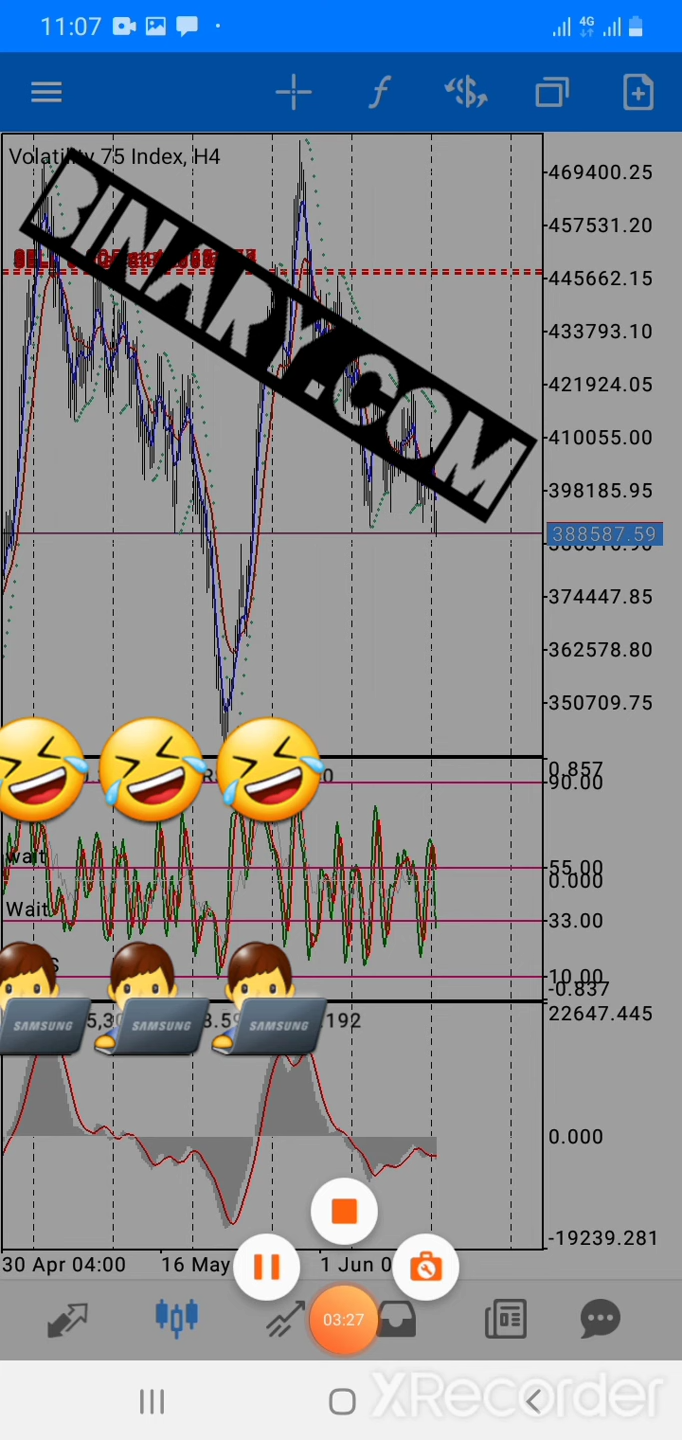 11:07
4G
Volatility 75 Index, H4
BINARY.COM
469400.25
457531.20
445662.15
433793.10
421924.05
410055.00
398185.95
388587.59
374447.85
362578.80
350709.75
0.857
90.00
wait
55.00
0.000
Wait
33.00
S
10.00
-0.837
SAMSUNG SAMSUNG SAMSUNG
192
22647.445
0.000
-19239.281
30 Apr 04:00 16 May 1 Jun 0
03:27
XRecorder